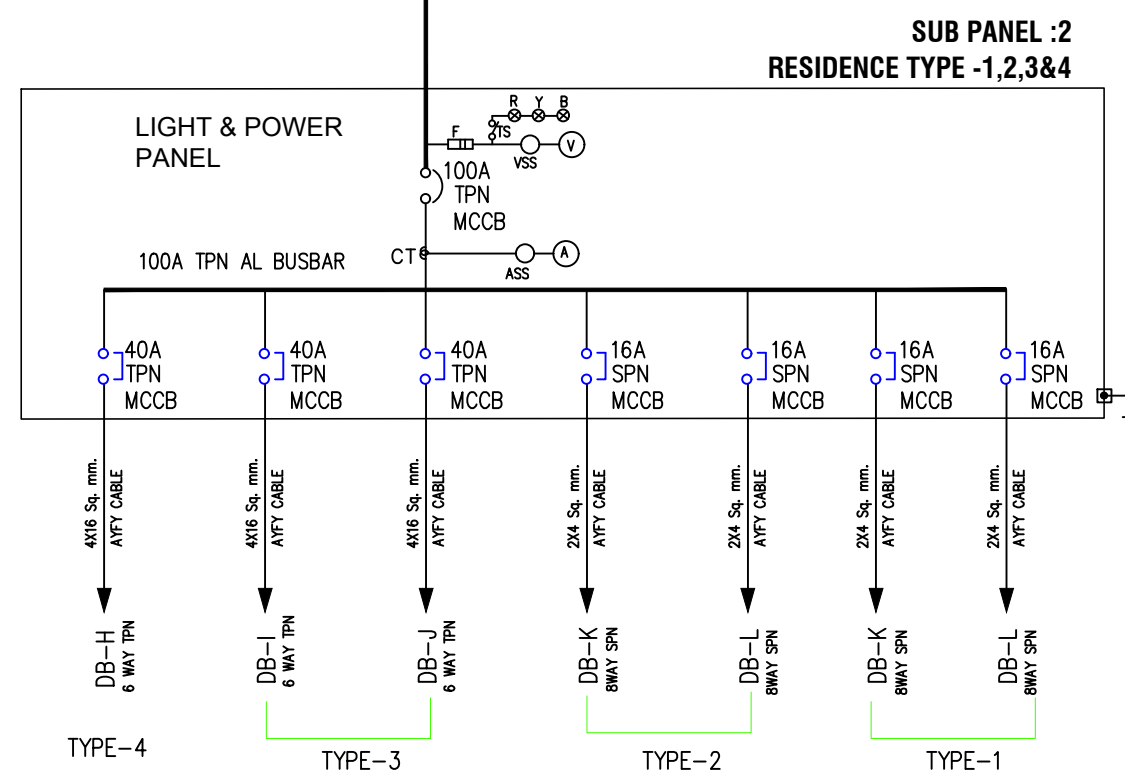 SUB PANEL :2
RESIDENCE TYPE -1,2,3&4
LIGHT & POWER
PANEL
R Y B
F
TS
VSS
V
100A
TPN
MCCB
CT
A
ASS
100A TPN AL BUSBAR
40A
TPN
MCCB
40A
TPN
MCCB
40A
TPN
MCCB
16A
SPN
MCCB
16A
SPN
MCCB
16A
SPN
MCCB
16A
SPN
MCCB
4X16 Sq. mm.
AYFY CABLE
4X16 Sq. mm.
AYFY CABLE
4X16 Sq. mm.
AYFY CABLE
2X4 Sq. mm.
AYFY CABLE
2X4 Sq. mm.
AYFY CABLE
2X4 Sq. mm.
AYFY CABLE
2X4 Sq. mm.
AYFY CABLE
DB-H
6 WAY TPN
DB-I
6 WAY TPN
DB-J
6 WAY TPN
DB-K
8WAY SPN
DB-L
8WAY SPN
DB-K
8WAY SPN
DB-L
8WAY SPN
TYPE-4
TYPE-3
TYPE-2
TYPE-1